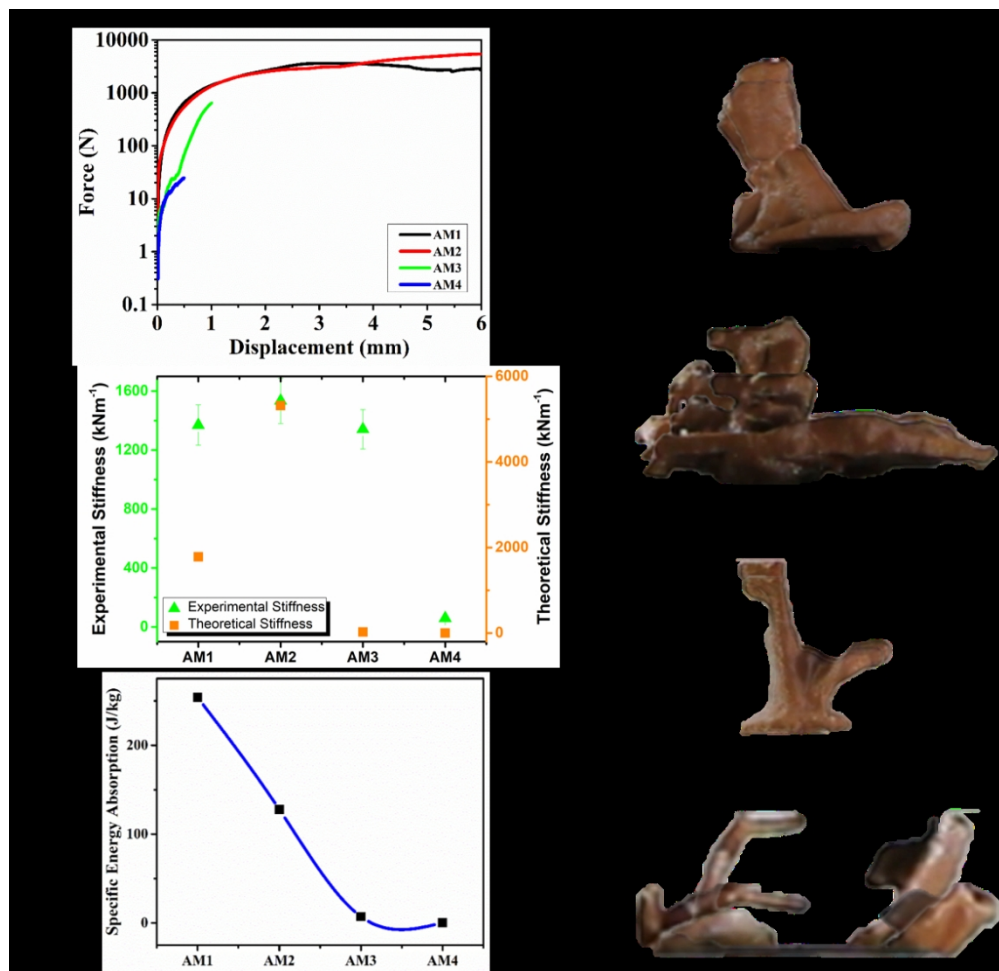 10000
1000
100
10
1
0.1
Force (N)
AM1
AM2
AM3
AM4
0 1 2 3 4 5 6
Displacement (mm)
1600
1200
800
400
0
Experimental Stiffness (kNm⁻¹)
6000
4000
2000
0
Theoretical Stiffness (kNm⁻¹)
Experimental Stiffness
Theoretical Stiffness
AM1 AM2 AM3 AM4
200
100
0
Specific Energy Absorption (J/kg)
AM1 AM2 AM3 AM4